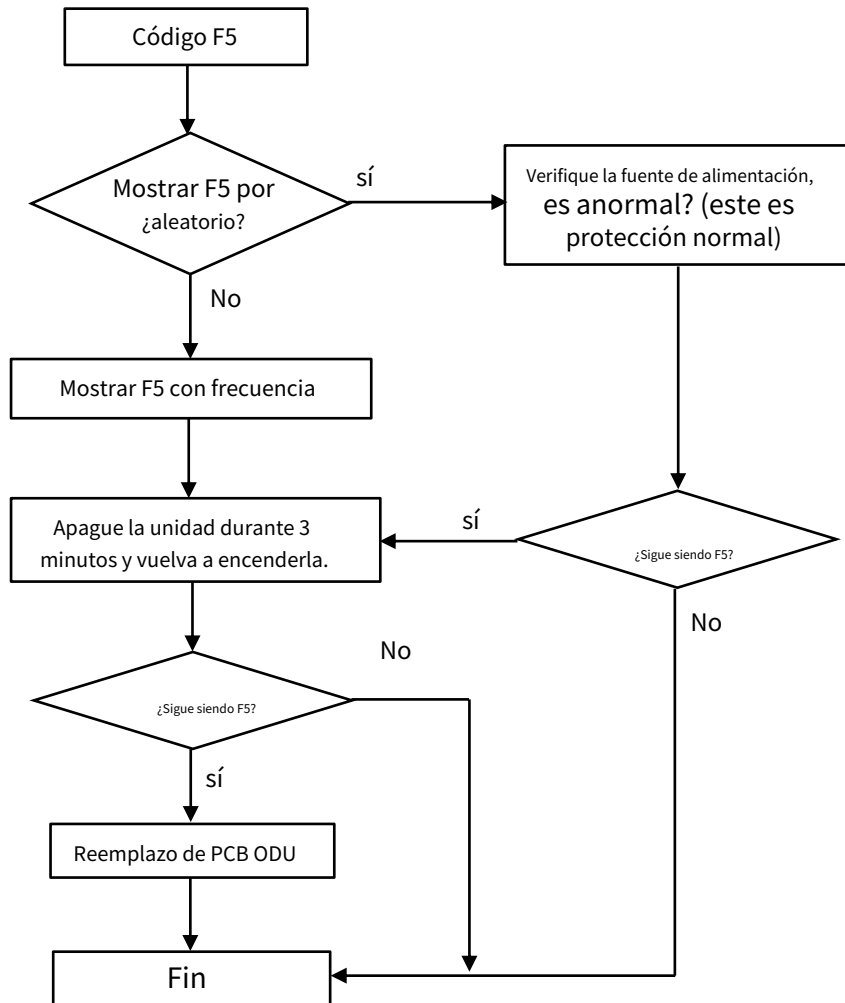 Código F5
Mostrar F5 por
¿aleatorio?
sí
Verifique la fuente de alimentación,
es anormal? (este es
protección normal)
No
Mostrar F5 con frecuencia
Apague la unidad durante 3
minutos y vuelva a encenderla.
sí
¿Sigue siendo F5?
No
No
¿Sigue siendo F5?
sí
Reemplazo de PCB ODU
Fin